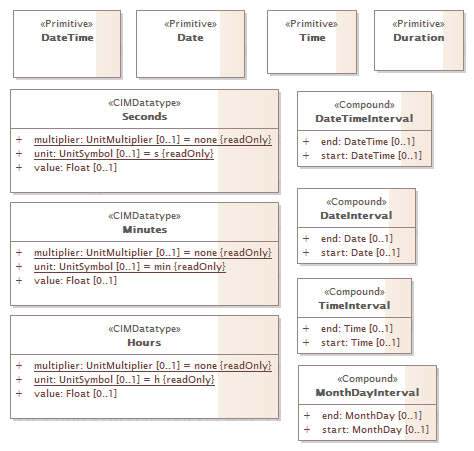 «Primitive»
DateTime
«Primitive»
Date
«Primitive»
Time
«Primitive»
Duration
«CIMDatatype»
Seconds
+ multiplier: UnitMultiplier [0..1] = none {readOnly}
+ unit: UnitSymbol [0..1] = s {readOnly}
+ value: Float [0..1]
«Compound»
DateTimeInterval
+ end: DateTime [0..1]
+ start: DateTime [0..1]
«CIMDatatype»
Minutes
+ multiplier: UnitMultiplier [0..1] = none {readOnly}
+ unit: UnitSymbol [0..1] = min {readOnly}
+ value: Float [0..1]
«Compound»
DateInterval
+ end: Date [0..1]
+ start: Date [0..1]
«Compound»
TimeInterval
+ end: Time [0..1]
+ start: Time [0..1]
«CIMDatatype»
Hours
+ multiplier: UnitMultiplier [0..1] = none {readOnly}
+ unit: UnitSymbol [0..1] = h {readOnly}
+ value: Float [0..1]
«Compound»
MonthDayInterval
+ end: MonthDay [0..1]
+ start: MonthDay [0..1]